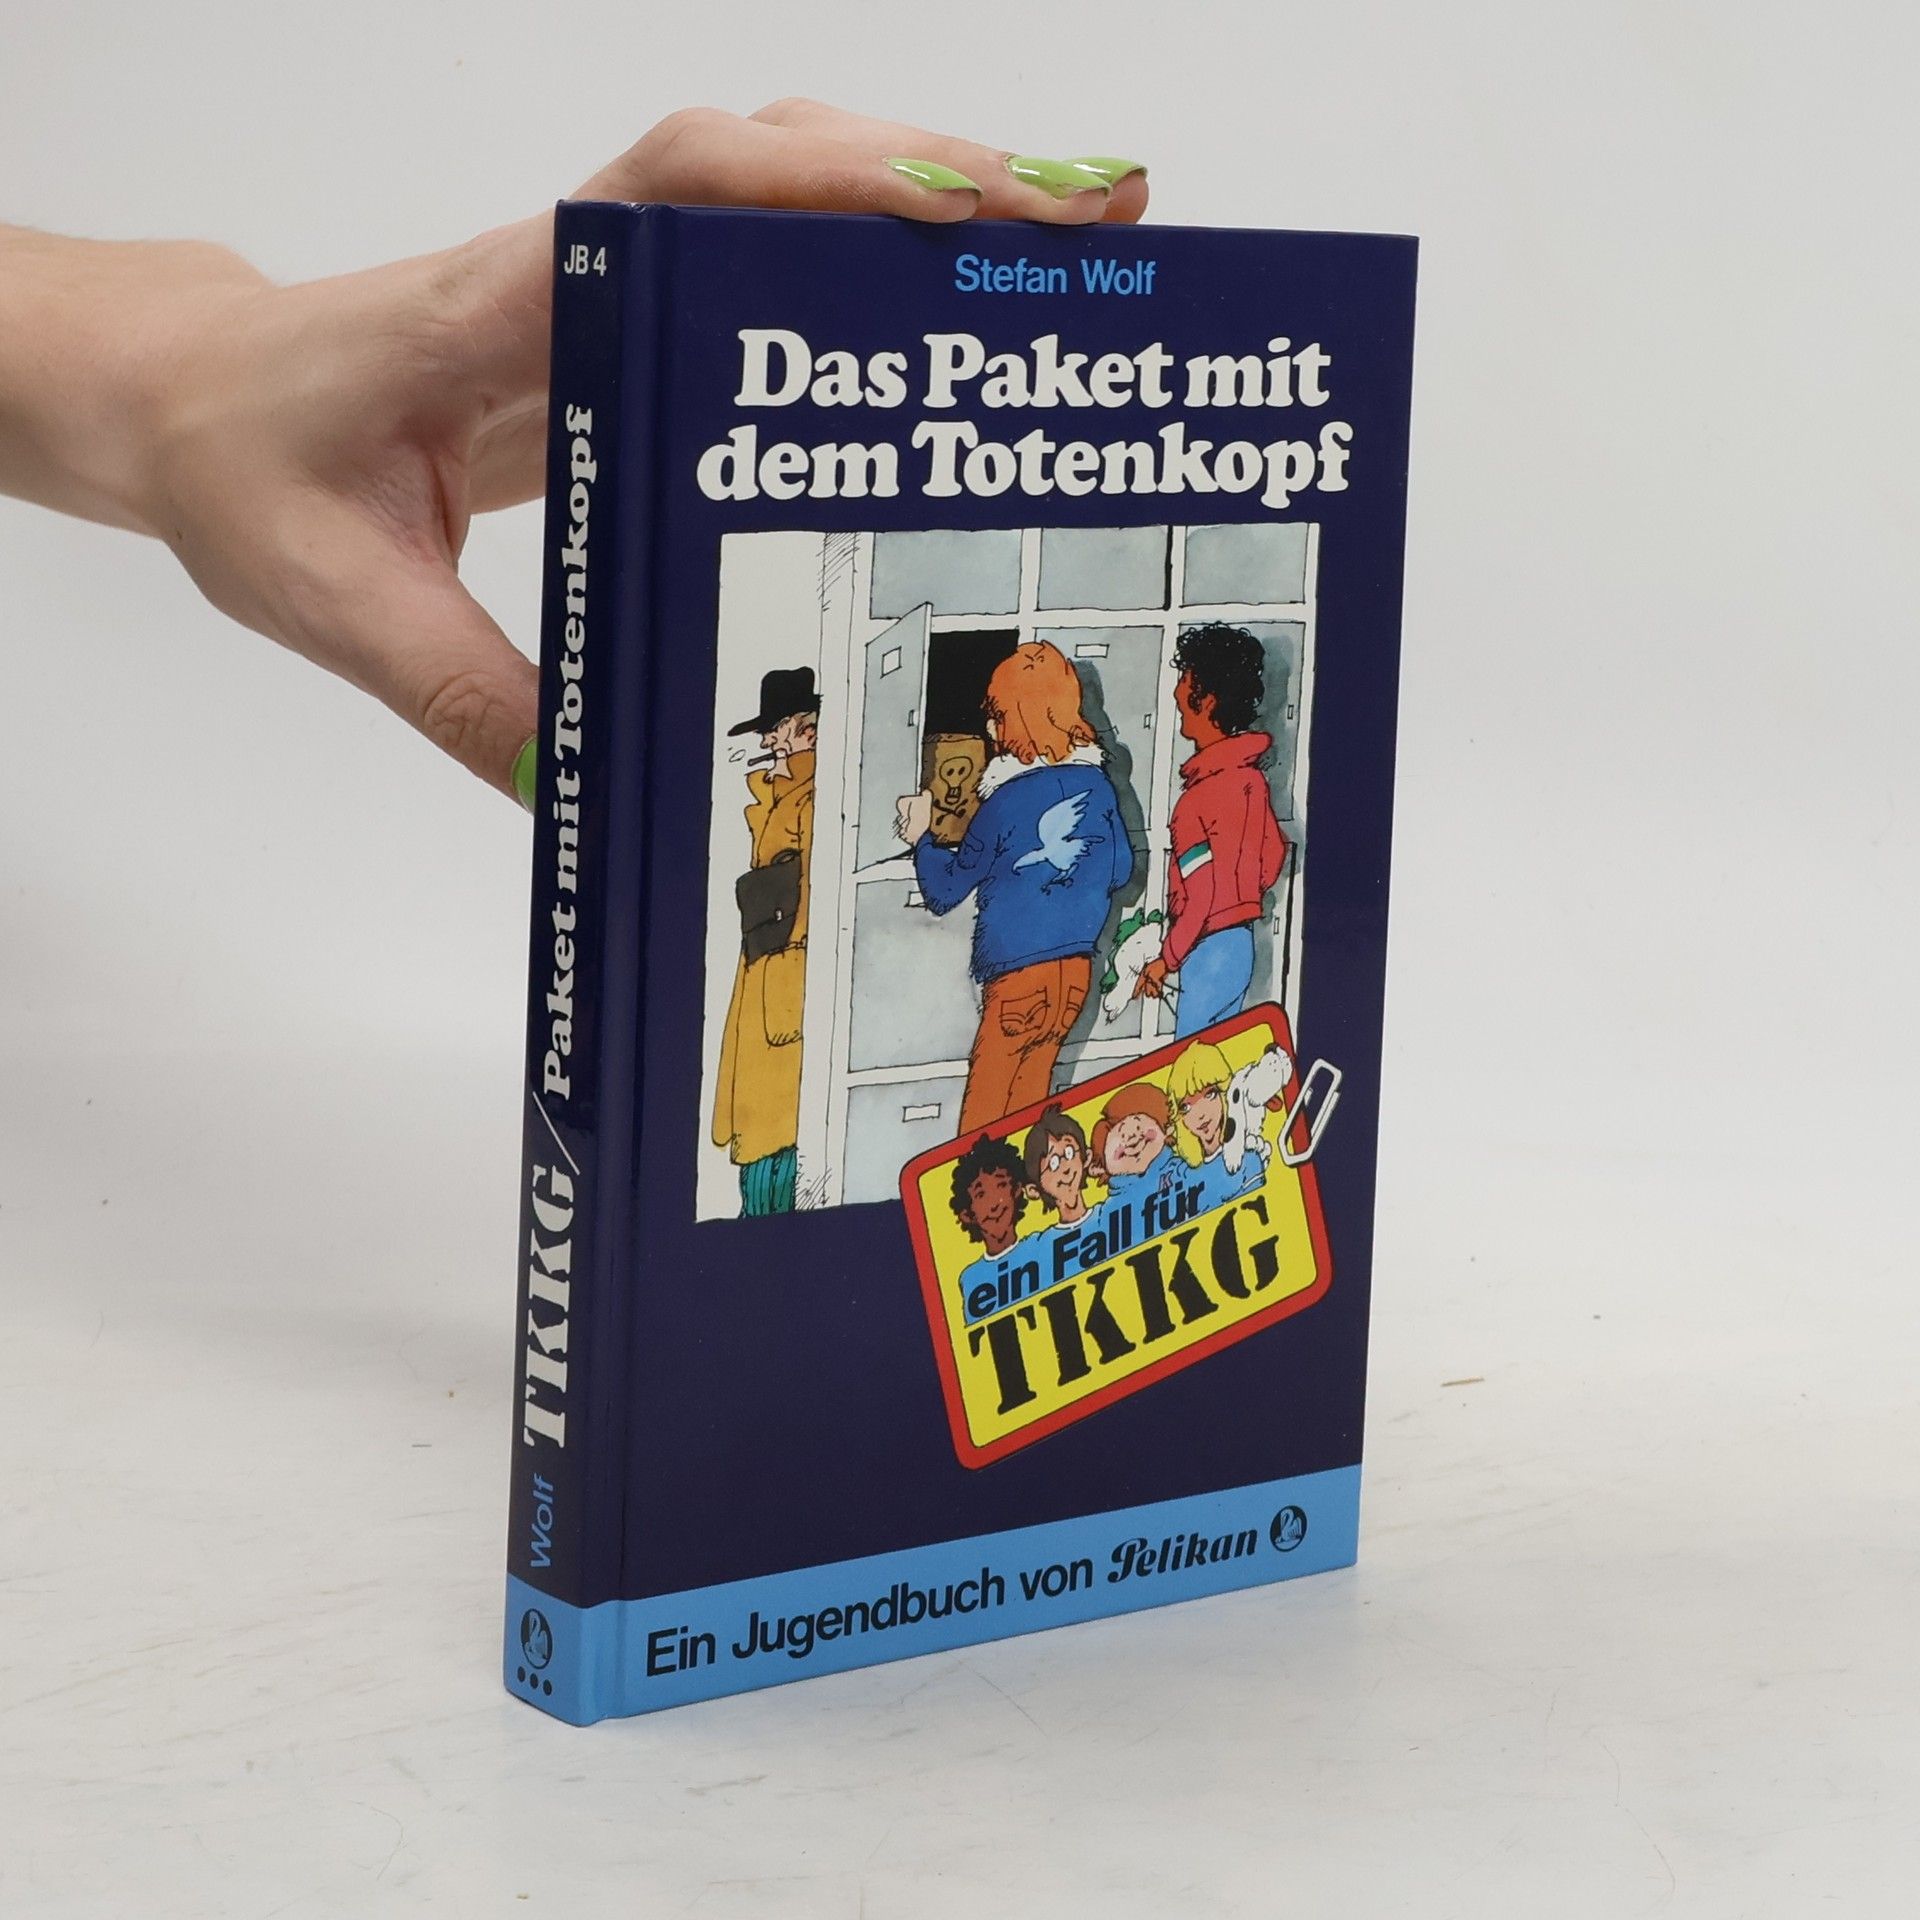 JB 4
Wolf TKKG/Paket mit Totenkopf
Stefan Wolf
Das Paket mit
dem Totenkopf
K
ein Fall für
TKKG
Ein Jugendbuch von Pelikan